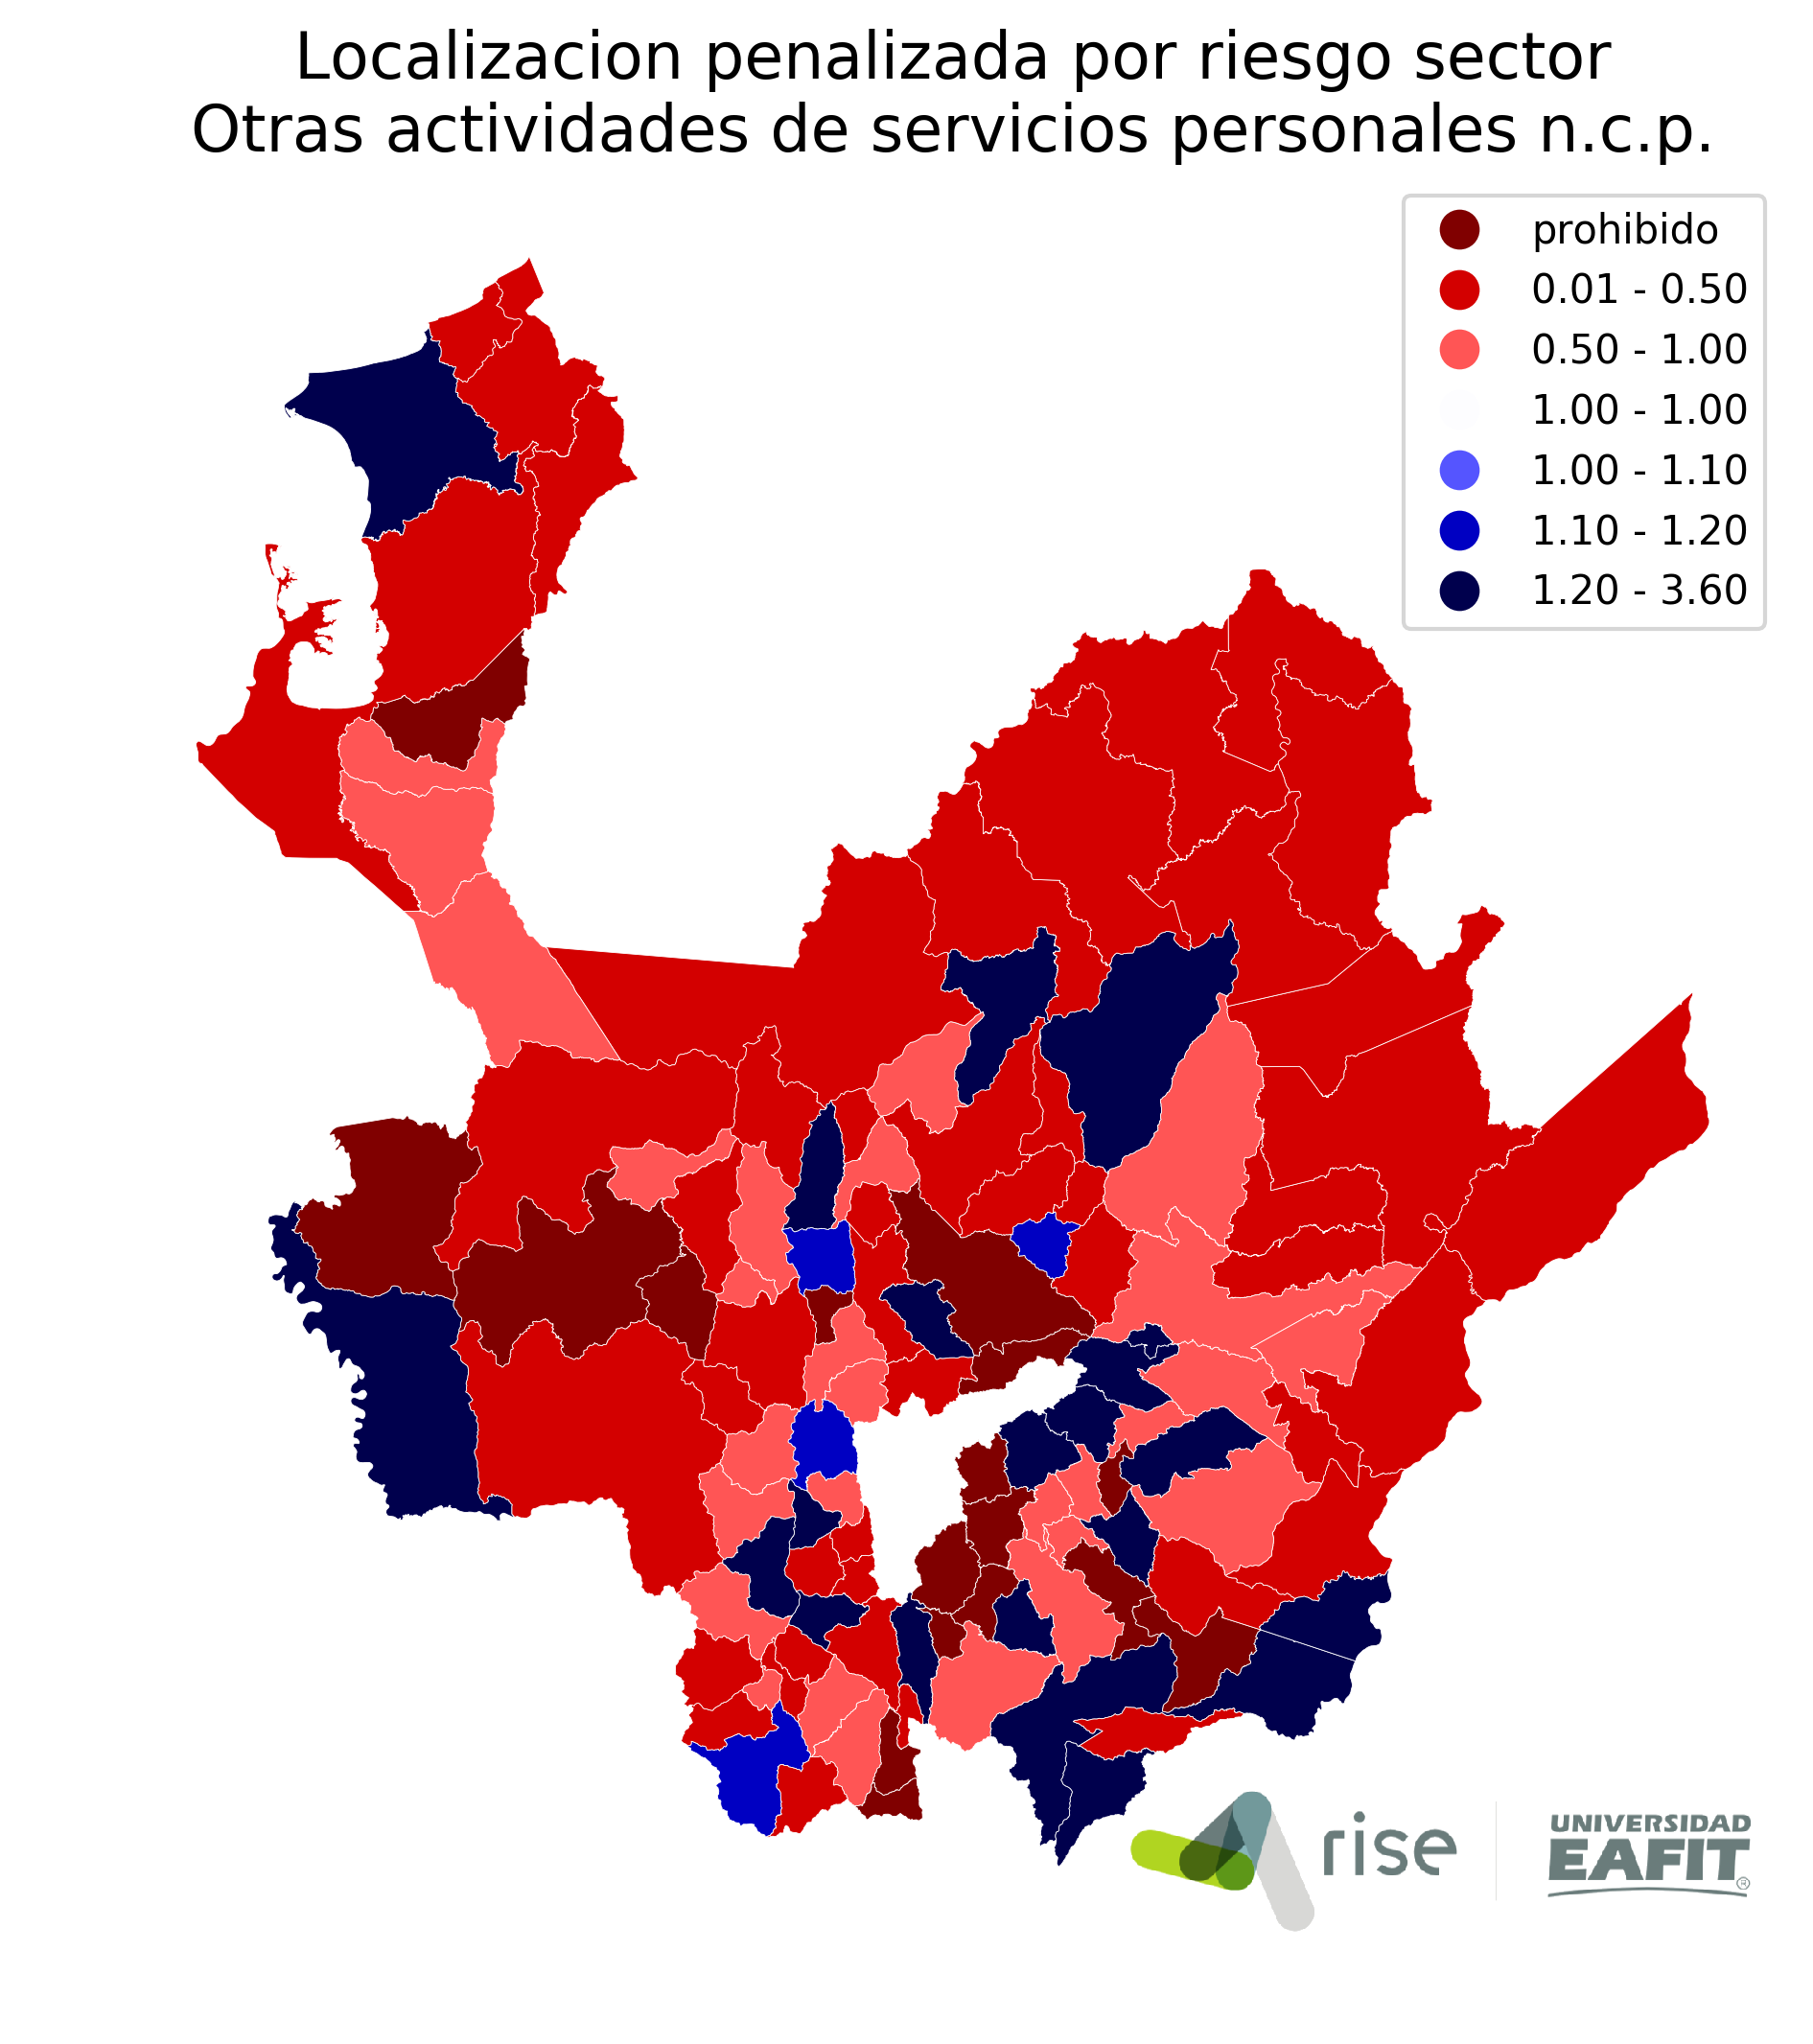 Localizacion penalizada por riesgo sector
Otras actividades de servicios personales n.c.p.
prohibido
0.01 - 0.50
0.50 - 1.00
1.00 - 1.00
1.00 - 1.10
1.10 - 1.20
1.20 - 3.60
rise
UNIVERSIDAD
EAFIT®